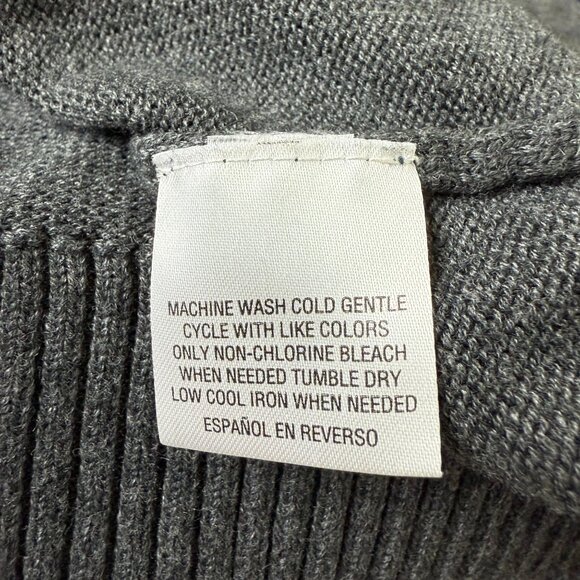 MACHINE WASH COLD GENTLE
CYCLE WITH LIKE COLORS
ONLY NON-CHLORINE BLEACH
WHEN NEEDED TUMBLE DRY
LOW COOL IRON WHEN NEEDED
ESPAÑOL EN REVERSO